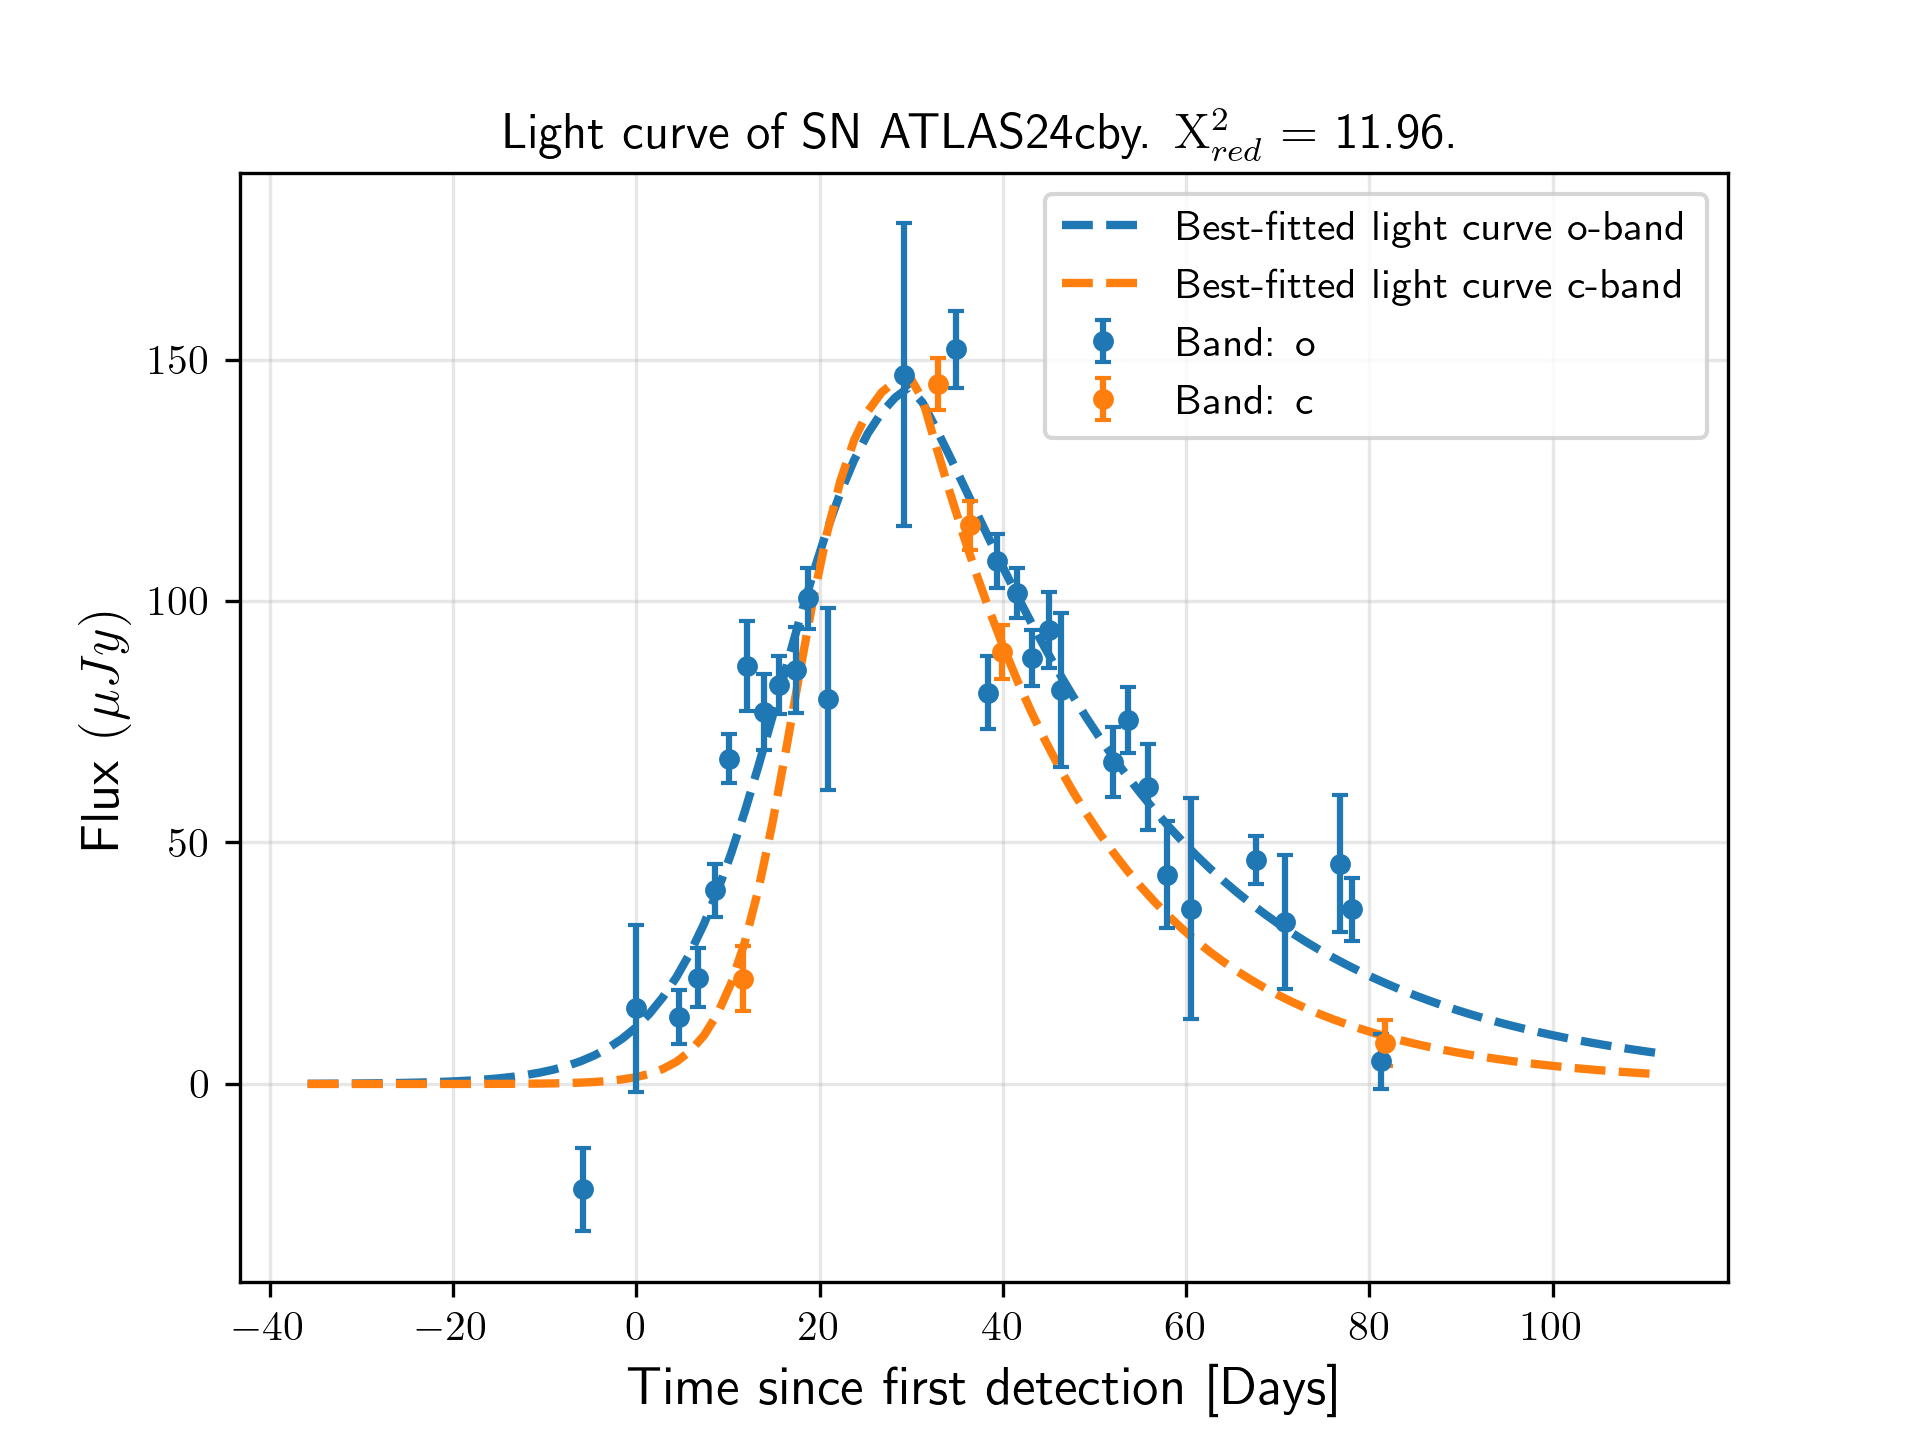 Light curve of SN ATLAS24cby. X²_red = 11.96.
Best-fitted light curve o-band
Best-fitted light curve c-band
Band: o
Band: c
Flux (μJy)
150
100
50
0
−40 −20 0 20 40 60 80 100
Time since first detection [Days]